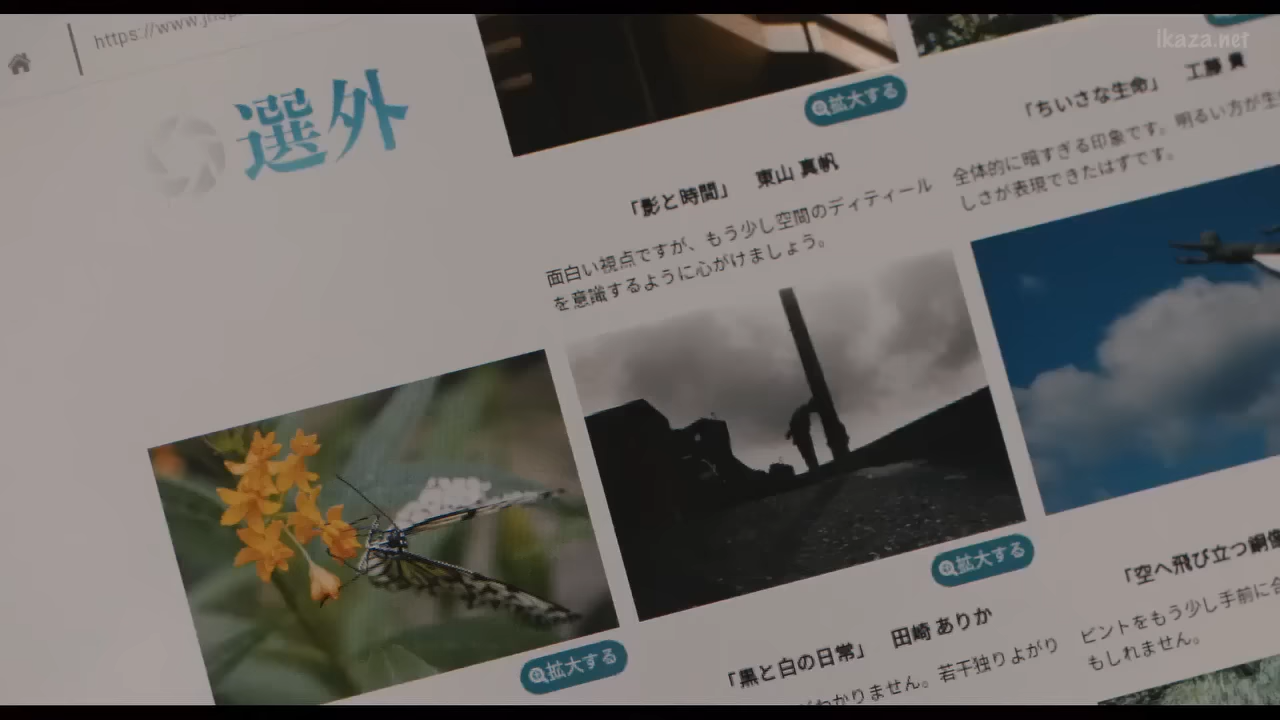 https://www.j
ikaza.net
選外
拡大する
「影と時間」　東山 真帆
面白い視点ですが、もう少し空間のディティール
を意識するように心がけましょう。
「ちいさな生命」　工藤 貴
全体的に暗すぎる印象です。明るい方が生
しさが表現できたはずです。
拡大する
拡大する
「黒と白の日常」　田崎 ありか
わかりません。若干独りよがり
「空へ飛び立つ銅像
ピントをもう少し手前に合
もしれません。